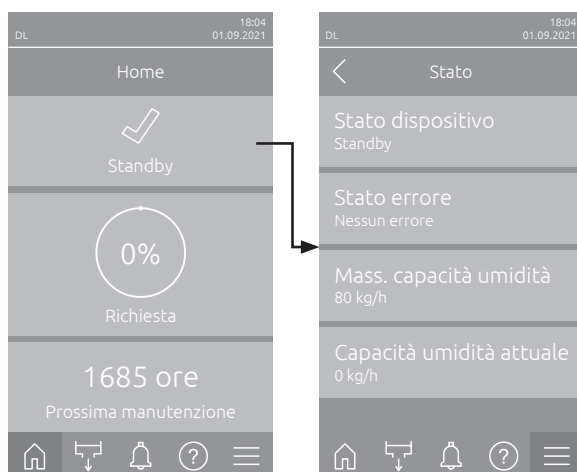 18:04
DL 01.09.2021
Home
Standby
0%
Richiesta
1685 ore
Prossima manutenzione
?
18:04
DL 01.09.2021
Stato
Stato dispositivo
Standby
Stato errore
Nessun errore
Mass. capacità umidità
80 kg/h
Capacità umidità attuale
0 kg/h
?